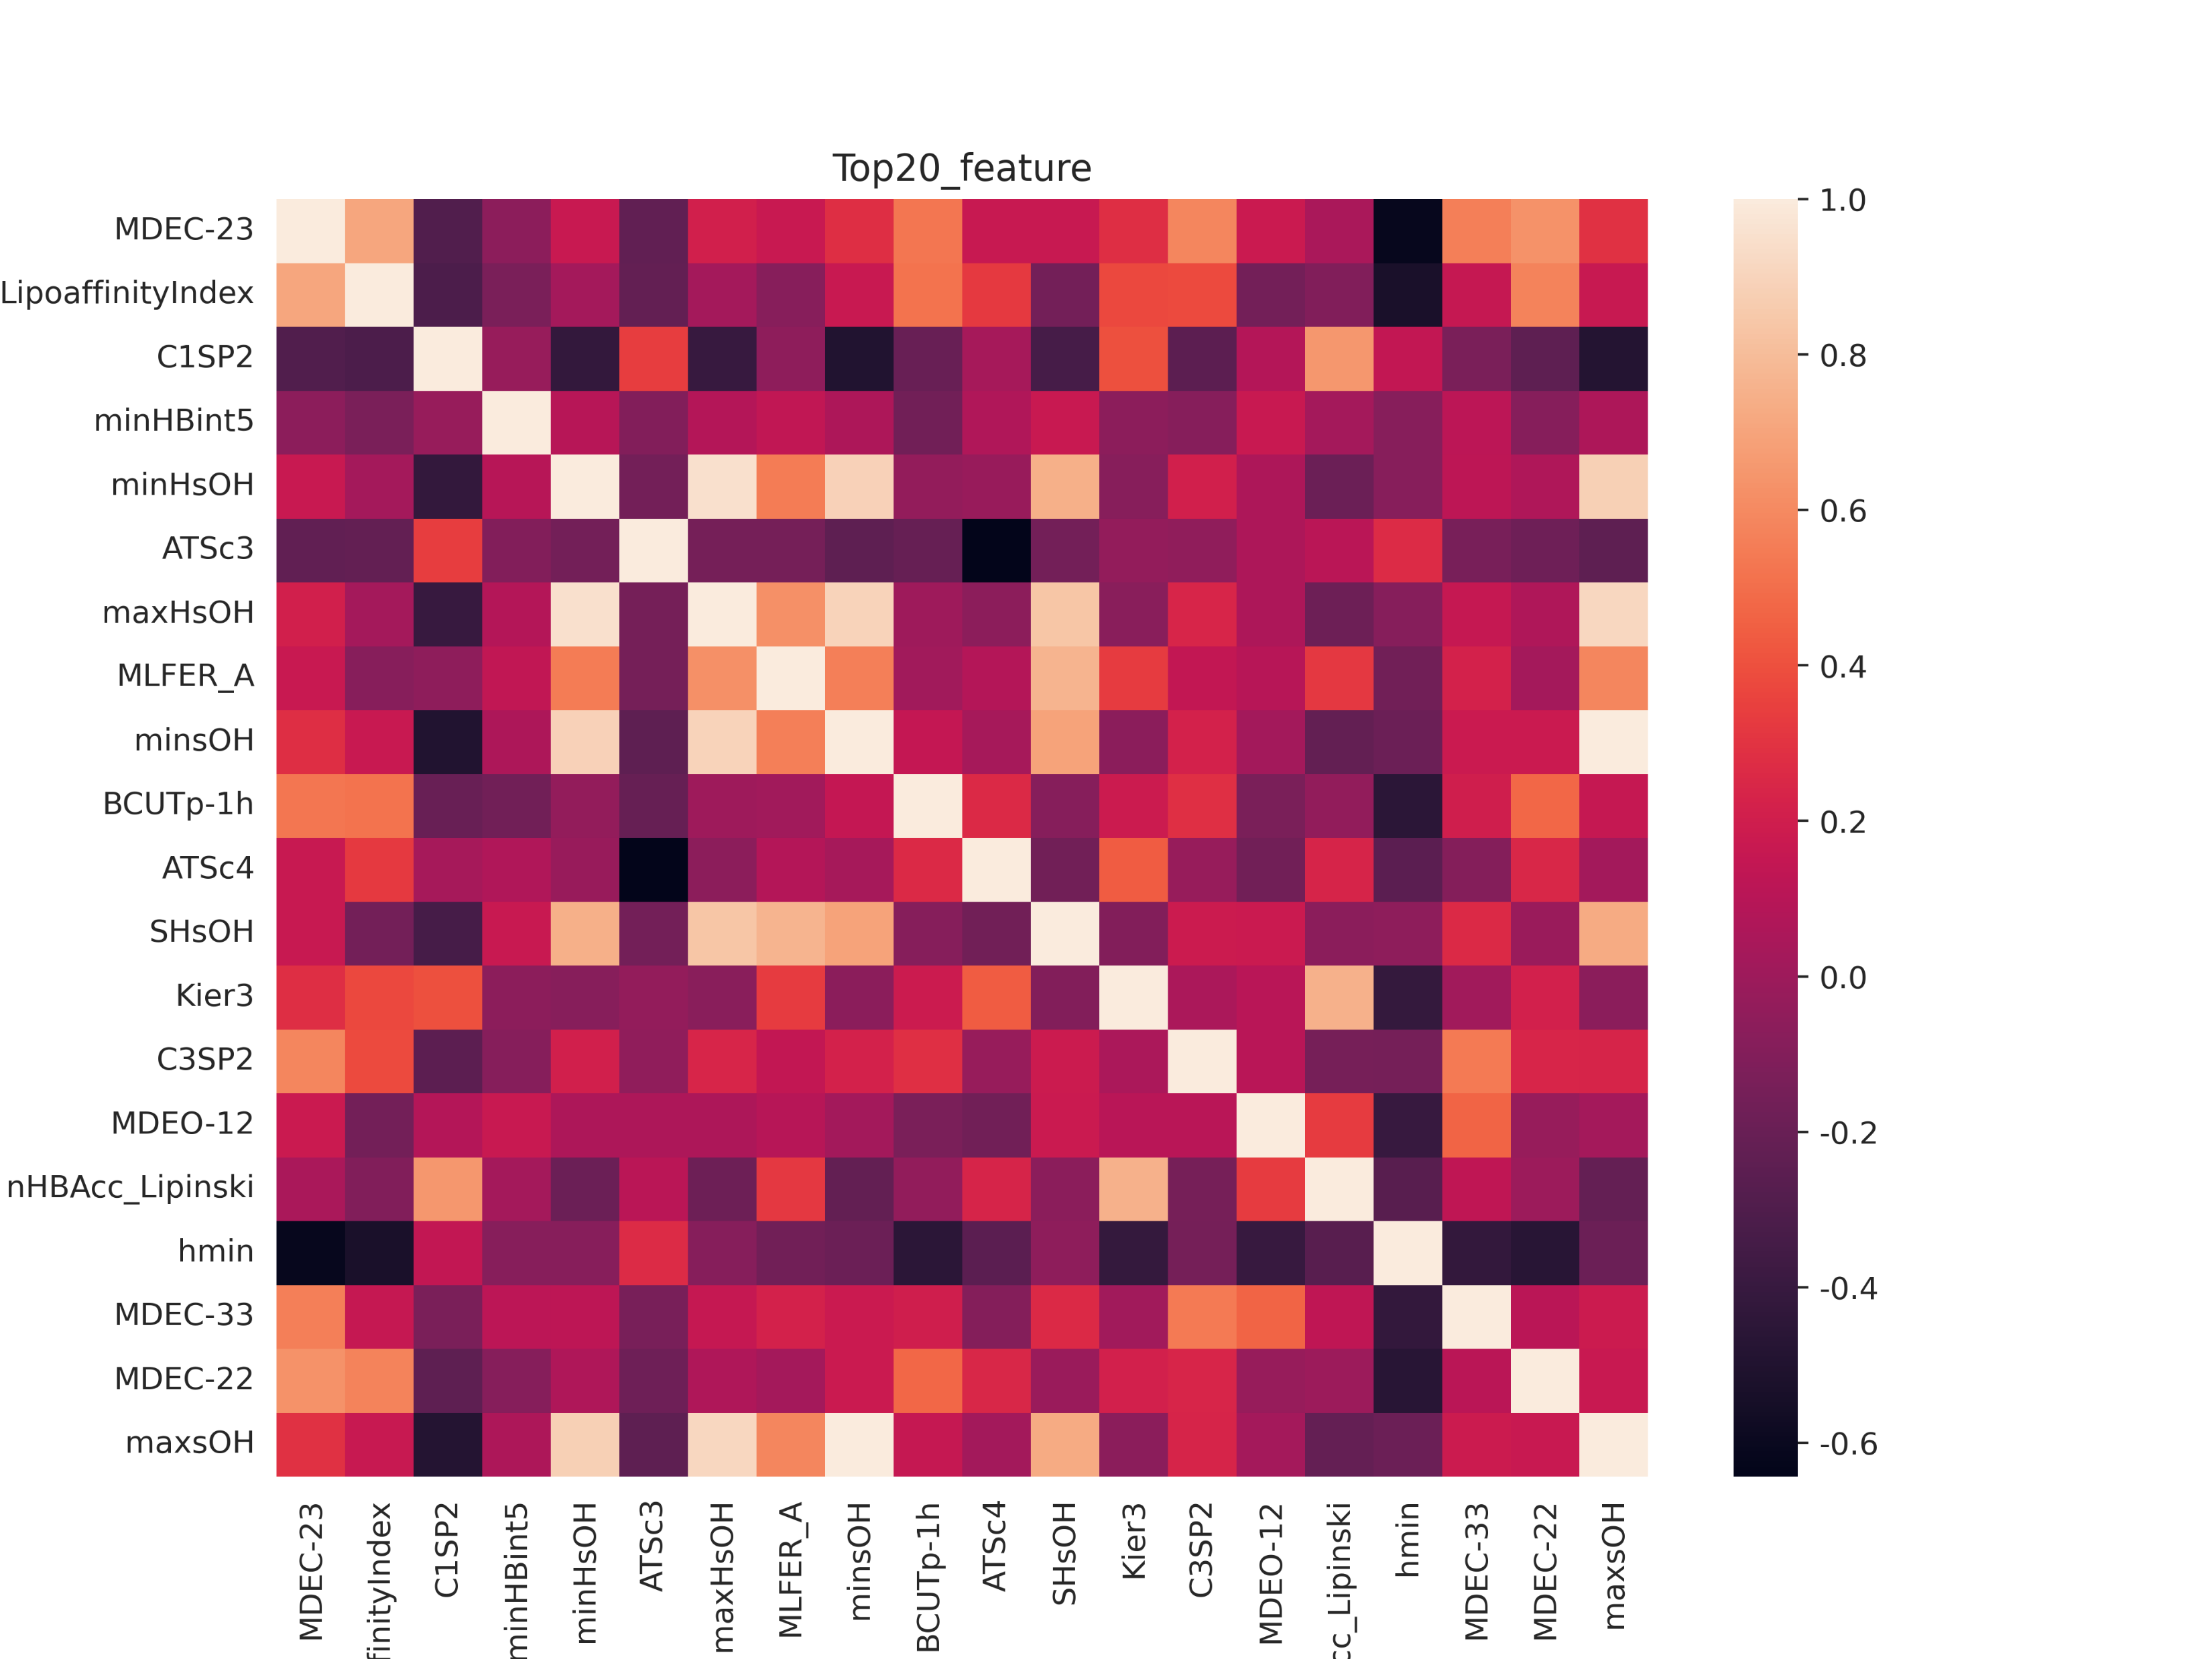 Top20_feature
MDEC-23
LipoaffinityIndex
C1SP2
minHBint5
minHsOH
ATSc3
maxHsOH
MLFER_A
minsOH
BCUTp-1h
ATSc4
SHsOH
Kier3
C3SP2
MDEO-12
nHBAcc_Lipinski
hmin
MDEC-33
MDEC-22
maxsOH
MDEC-23
finityIndex
C1SP2
minHBint5
minHsOH
ATSc3
maxHsOH
MLFER_A
minsOH
BCUTp-1h
ATSc4
SHsOH
Kier3
C3SP2
MDEO-12
cc_Lipinski
hmin
MDEC-33
MDEC-22
maxsOH
1.0
0.8
0.6
0.4
0.2
0.0
-0.2
-0.4
-0.6